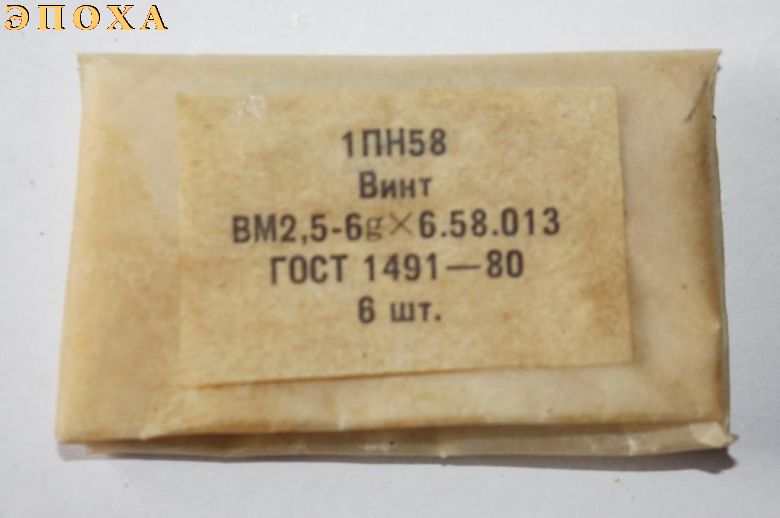 ЭПОХА
1ПН58
Винт
ВМ2,5-6g×6.58.013
ГОСТ 1491—80
6 шт.